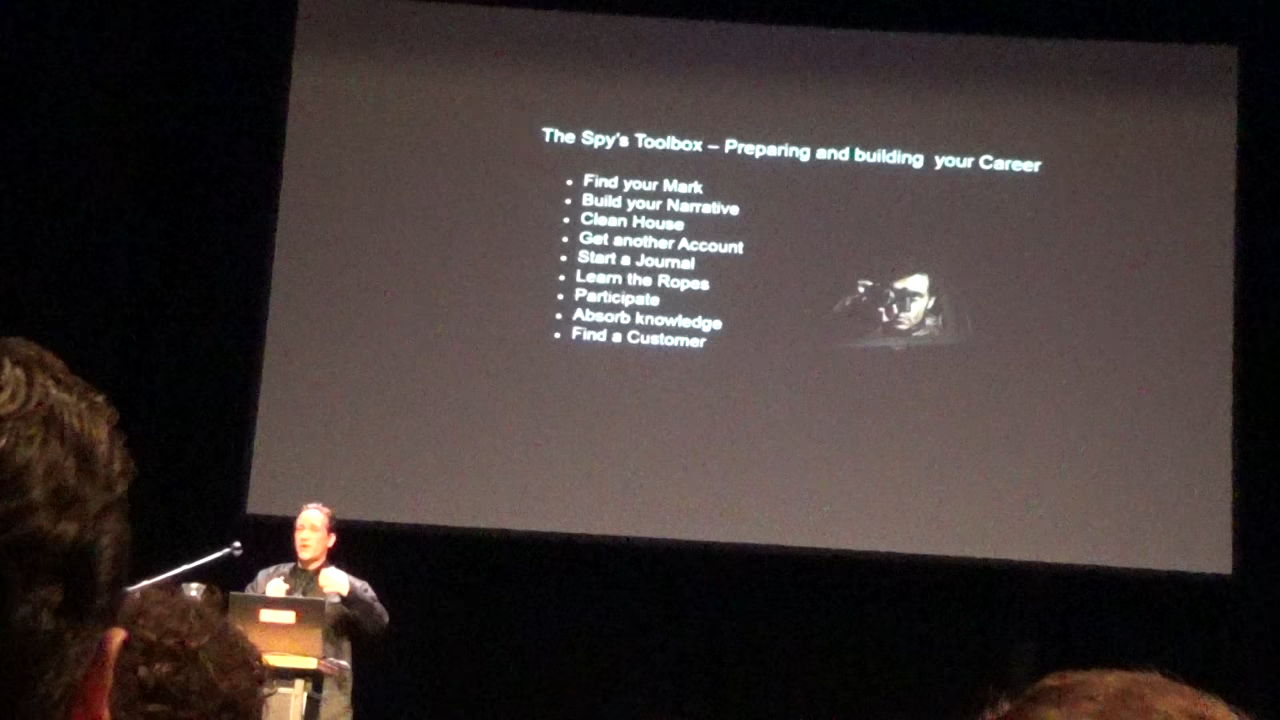 The Spy's Toolbox – Preparing and building your Career
• Find your Mark
• Build your Narrative
• Clean House
• Get another Account
• Start a Journal
• Learn the Ropes
• Participate
• Absorb knowledge
• Find a Customer